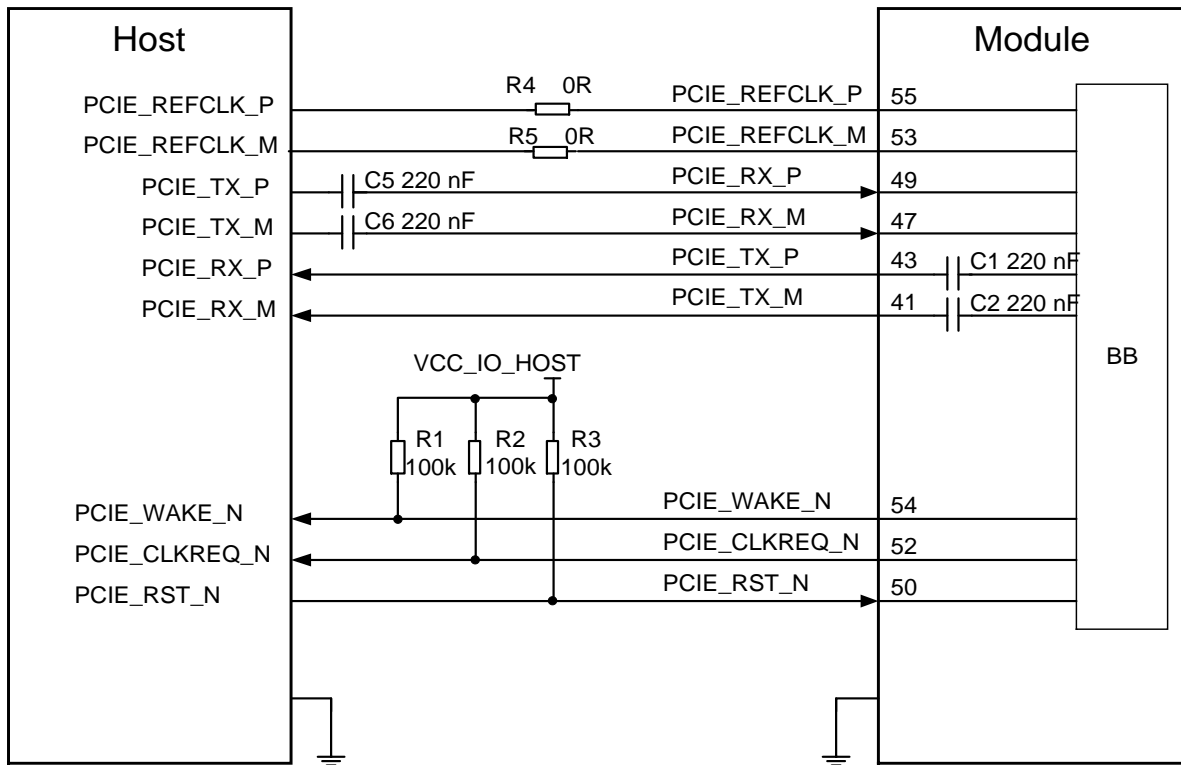 Host
Module
R4 0R
PCIE_REFCLK_P
PCIE_REFCLK_P
55
R5 0R
PCIE_REFCLK_M
PCIE_REFCLK_M
53
PCIE_TX_P
C5 220 nF
PCIE_RX_P
49
PCIE_TX_M
C6 220 nF
PCIE_RX_M
47
PCIE_RX_P
PCIE_TX_P
43
C1 220 nF
PCIE_RX_M
PCIE_TX_M
41
C2 220 nF
BB
VCC_IO_HOST
R1
100k
R2
100k
R3
100k
PCIE_WAKE_N
PCIE_WAKE_N
54
PCIE_CLKREQ_N
PCIE_CLKREQ_N
52
PCIE_RST_N
PCIE_RST_N
50